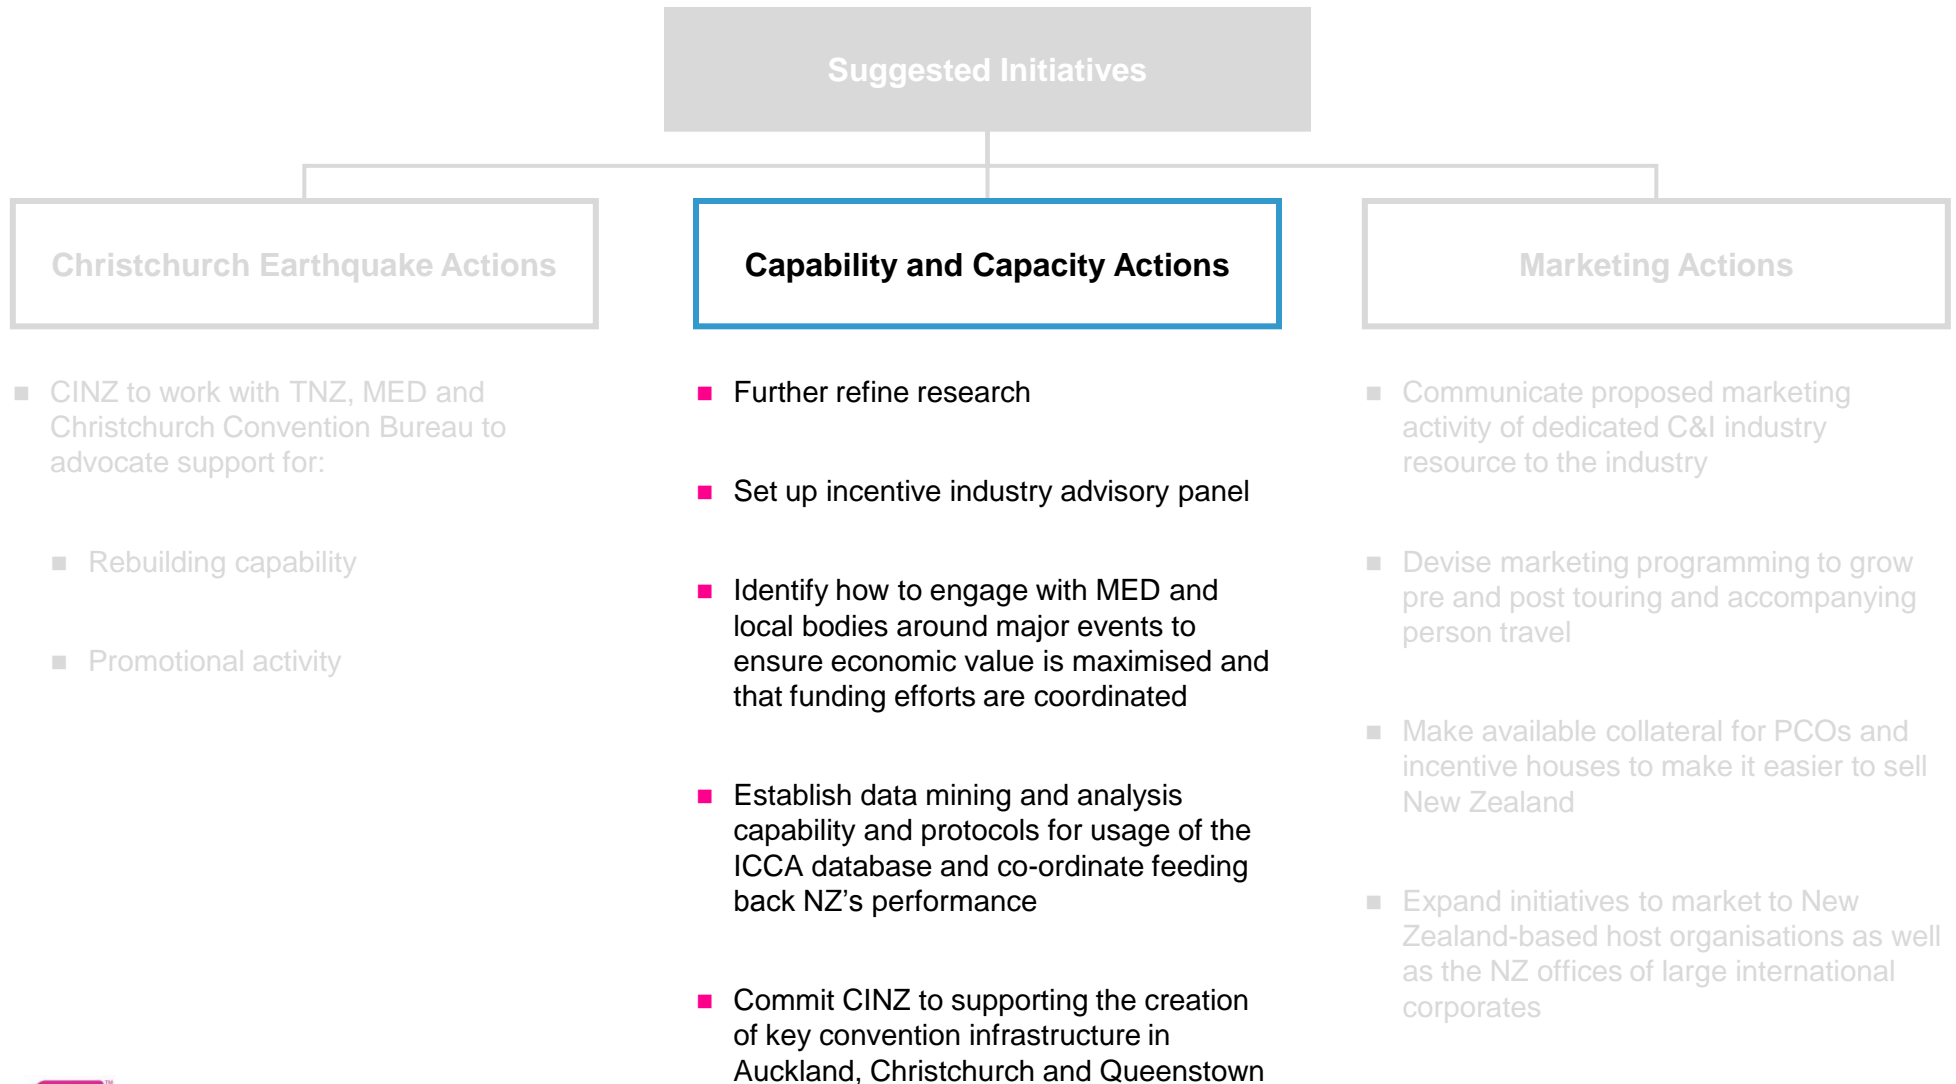 Suggested Initiatives
Christchurch Earthquake Actions
■ CINZ to work with TNZ, MED and
Christchurch Convention Bureau to
advocate support for:
■ Rebuilding capability
■ Promotional activity
Capability and Capacity Actions
■ Further refine research
■ Set up incentive industry advisory panel
■ Identify how to engage with MED and
local bodies around major events to
ensure economic value is maximised and
that funding efforts are coordinated
■ Establish data mining and analysis
capability and protocols for usage of the
ICCA database and co-ordinate feeding
back NZ’s performance
■ Commit CINZ to supporting the creation
of key convention infrastructure in
Auckland, Christchurch and Queenstown
Marketing Actions
■ Communicate proposed marketing
activity of dedicated C&I industry
resource to the industry
■ Devise marketing programming to grow
pre and post touring and accompanying
person travel
■ Make available collateral for PCOs and
incentive houses to make it easier to sell
New Zealand
■ Expand initiatives to market to New
Zealand-based host organisations as well
as the NZ offices of large international
corporates
TM